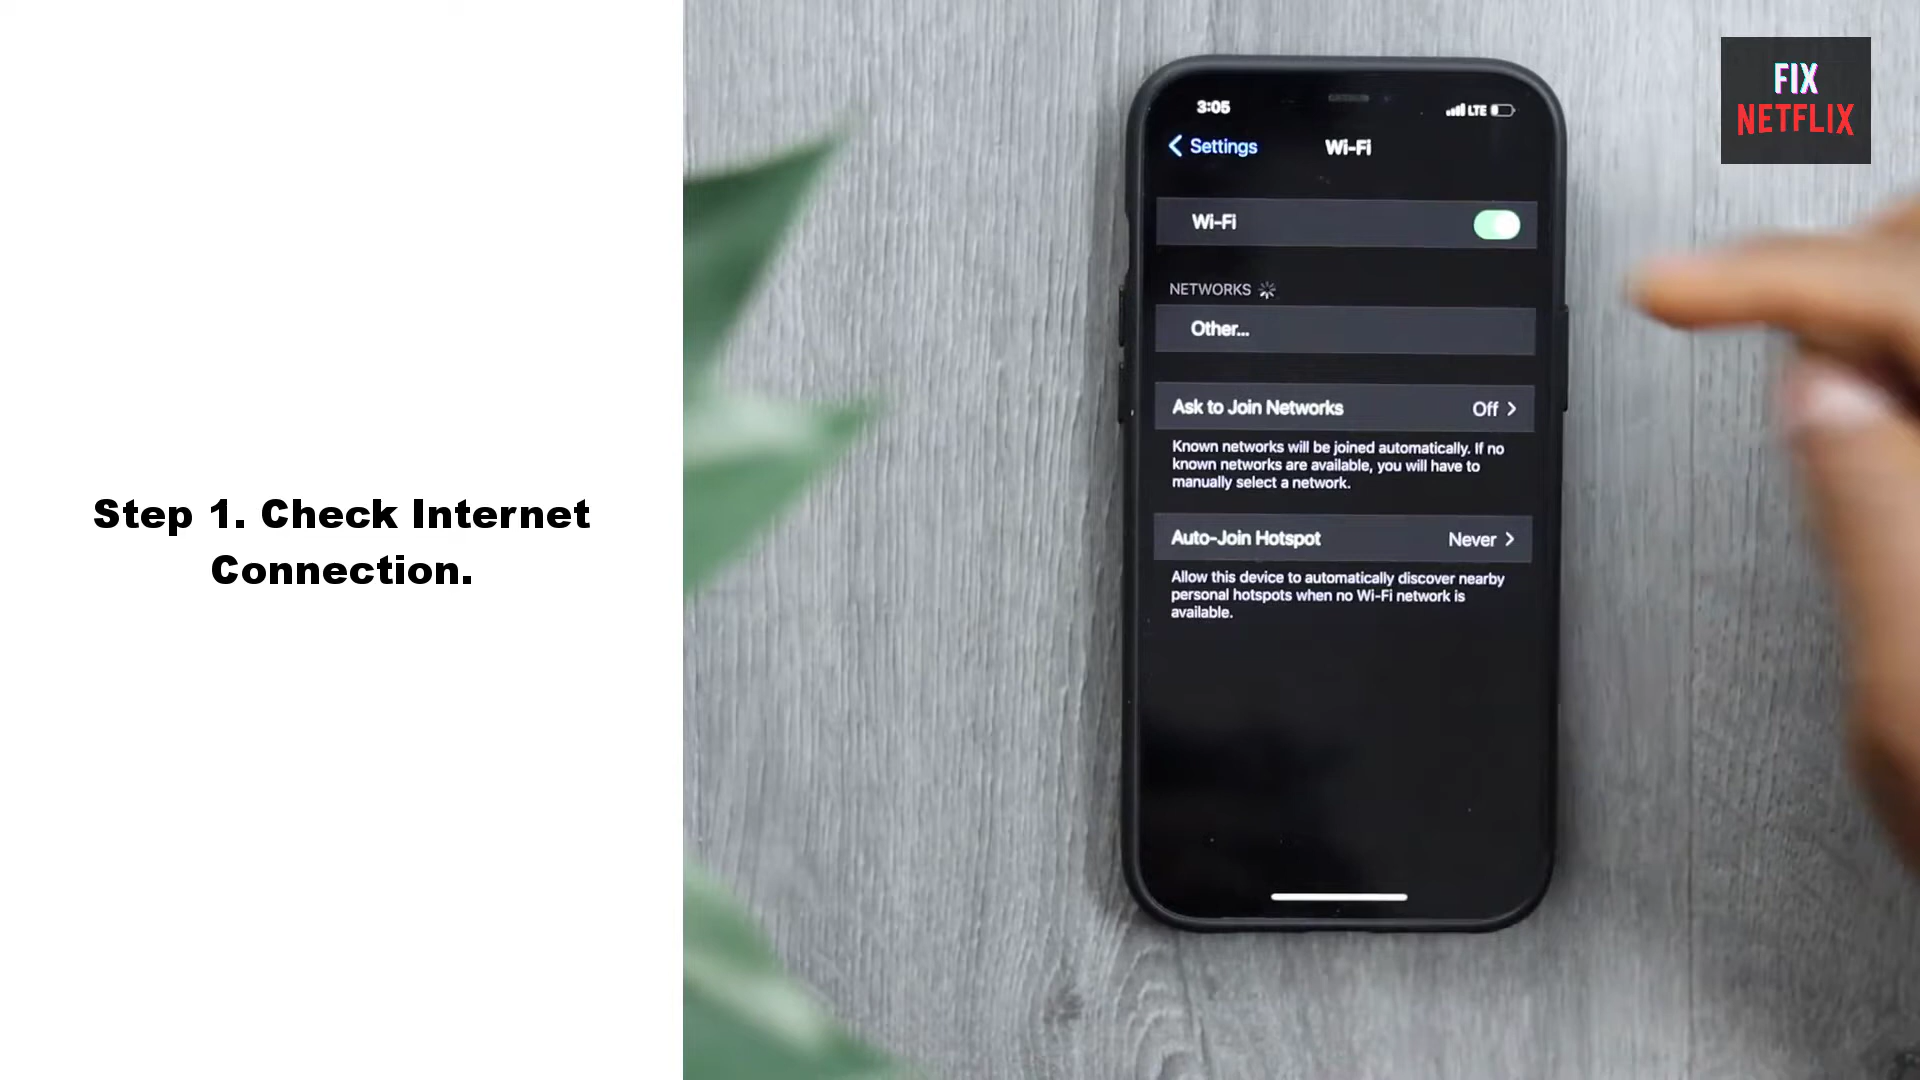 Step 1. Check Internet
Connection.
FIX
NETFLIX
3:05
LTE
Settings
Wi-Fi
Wi-Fi
NETWORKS
Other...
Ask to Join Networks
Off
Known networks will be joined automatically. If no
known networks are available, you will have to
manually select a network.
Auto-Join Hotspot
Never
Allow this device to automatically discover nearby
personal hotspots when no Wi-Fi network is
available.